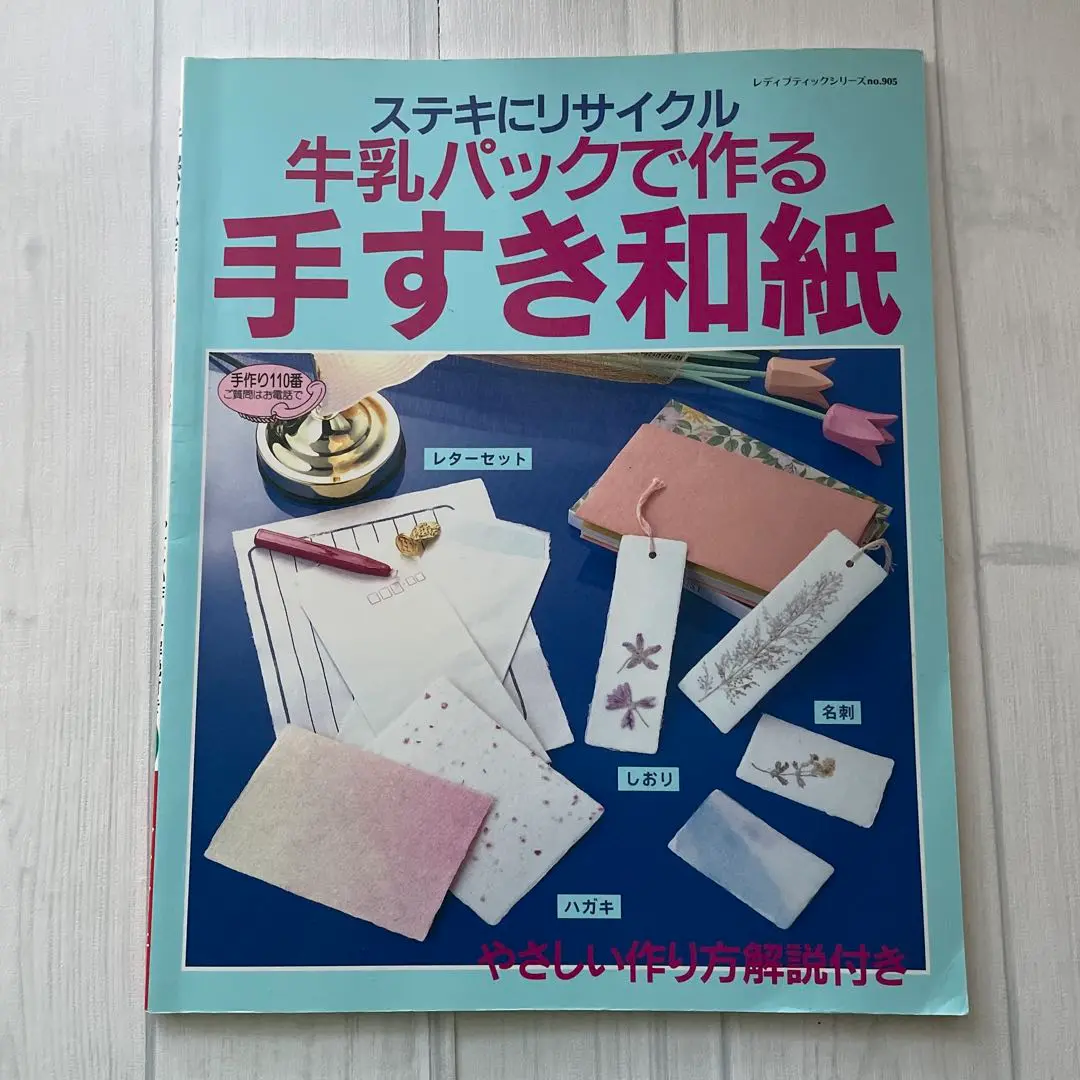 レディブティックシリーズno.905
ステキにリサイクル
牛乳パックで作る
手すき和紙
手作り110番
ご質問はお電話で
レターセット
名刺
しおり
ハガキ
やさしい作り方解説付き